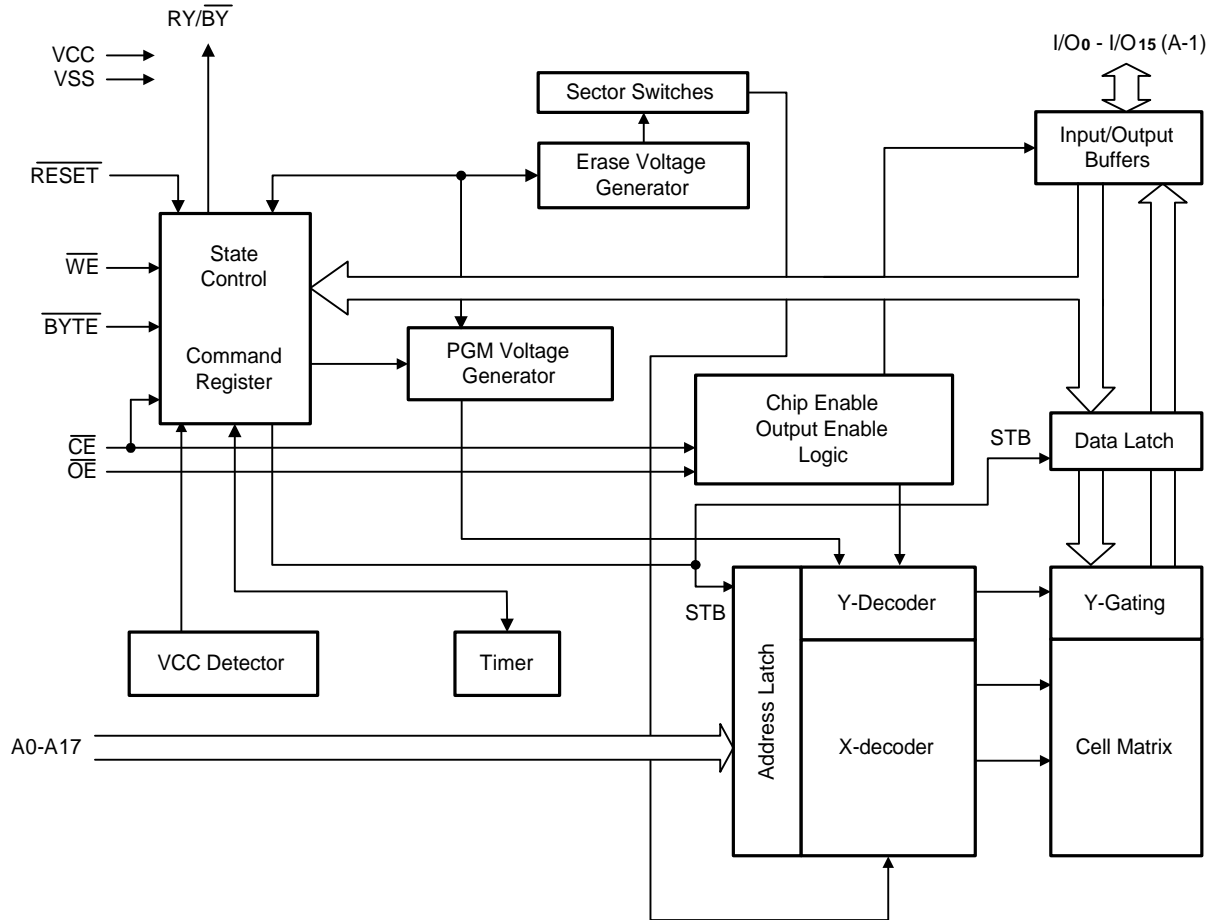 RY/BY
VCC
VSS
I/O0 - I/O15 (A-1)
Sector Switches
Input/Output
Buffers
Erase Voltage
Generator
RESET
State
Control
WE
BYTE
PGM Voltage
Generator
Command
Register
Chip Enable
Output Enable
Logic
CE
OE
STB
Data Latch
STB
Y-Decoder
Y-Gating
VCC Detector
Timer
Address Latch
A0-A17
X-decoder
Cell Matrix